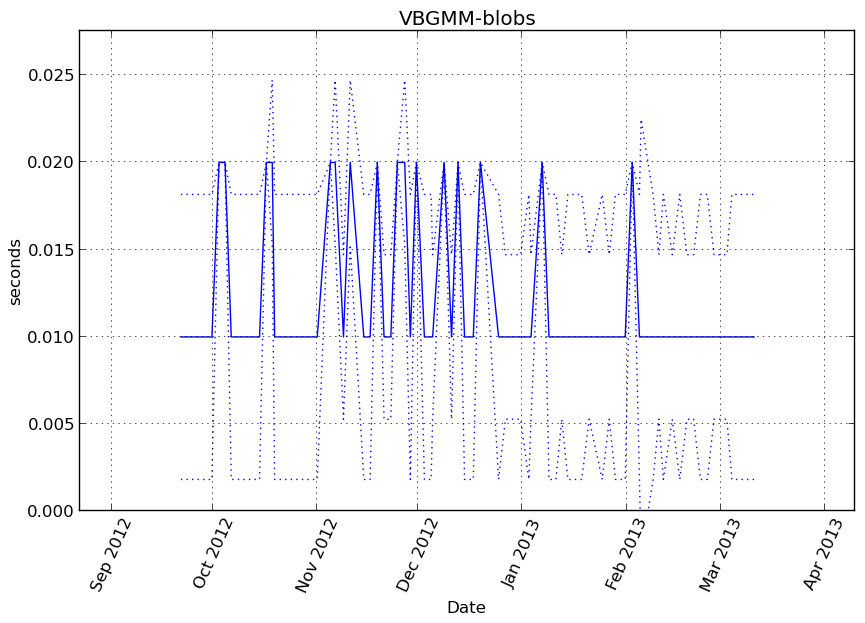 VBGMM-blobs
0.025
0.020
0.015
0.010
0.005
0.000
seconds
Sep 2012
Oct 2012
Nov 2012
Dec 2012
Jan 2013
Feb 2013
Mar 2013
Apr 2013
Date